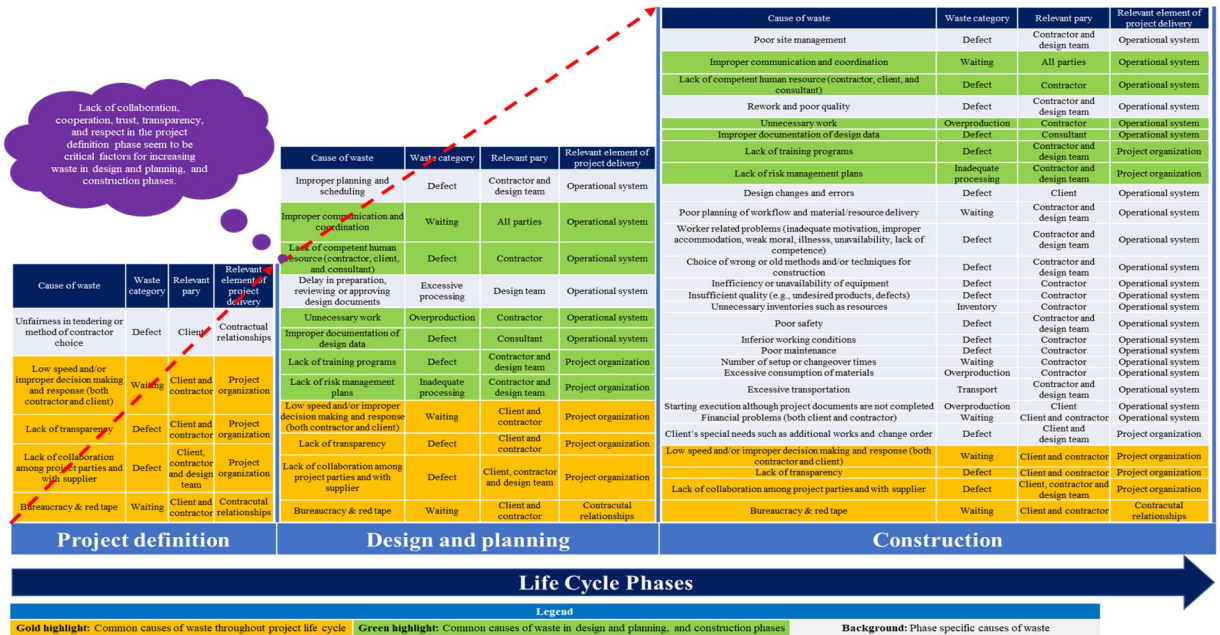 Lack of collaboration,
cooperation, trust, transparency,
and respect in the project
definition phase seem to be
critical factors for increasing
waste in design and planning, and
construction phases.
Cause of waste Waste category Relevant pary Relevant element of project delivery
Unfairness in tendering or method of contractor choice Defect Client Contractual relationships
Low speed and/or improper decision making and response (both contractor and client) Waiting Client and contractor Project organization
Lack of transparency Defect Client and contractor Project organization
Lack of collaboration among project parties and with supplier Defect Client, contractor and design team Project organization
Bureaucracy & red tape Waiting Client and contractor Contracutal relationships
Project definition
Cause of waste Waste category Relevant pary Relevant element of project delivery
Improper planning and scheduling Defect Contractor and design team Operational system
Improper communication and coordination Waiting All parties Operational system
Lack of competent human resource (contractor, client, and consultant) Defect Contractor Operational system
Delay in preparation, reviewing or approving design documents Excessive processing Design team Operational system
Unnecessary work Overproduction Contractor Operational system
Improper documentation of design data Defect Consultant Operational system
Lack of training programs Defect Contractor and design team Project organization
Lack of risk management plans Inadequate processing Contractor and design team Project organization
Low speed and/or improper decision making and response (both contractor and client) Waiting Client and contractor Project organization
Lack of transparency Defect Client and contractor Project organization
Lack of collaboration among project parties and with supplier Defect Client, contractor and design team Project organization
Bureaucracy & red tape Waiting Client and contractor Contracutal relationships
Design and planning
Cause of waste Waste category Relevant pary Relevant element of project delivery
Poor site management Defect Contractor and design team Operational system
Improper communication and coordination Waiting All parties Operational system
Lack of competent human resource (contractor, client, and consultant) Defect Contractor Operational system
Rework and poor quality Defect Contractor and design team Operational system
Unnecessary work Overproduction Contractor Operational system
Improper documentation of design data Defect Consultant Operational system
Lack of training programs Defect Contractor and design team Project organization
Lack of risk management plans Inadequate processing Contractor and design team Project organization
Design changes and errors Defect Client Operational system
Poor planning of workflow and material/resource delivery Waiting Contractor and design team Operational system
Worker related problems (inadequate motivation, improper accommodation, weak moral, illness, unavailability, lack of competence) Defect Contractor and design team Operational system
Choice of wrong or old methods and/or techniques for construction Defect Contractor and design team Operational system
Inefficiency or unavailability of equipment Defect Contractor Operational system
Insufficient quality (e.g., undesired products, defects) Defect Contractor Operational system
Unnecessary inventories such as resources Inventory Contractor Operational system
Poor safety Defect Contractor and design team Operational system
Inferior working conditions Defect Contractor Operational system
Poor maintenance Defect Contractor Operational system
Number of setup or changeover times Waiting Contractor Operational system
Excessive consumption of materials Overproduction Contractor Operational system
Excessive transportation Transport Contractor and design team Operational system
Starting execution although project documents are not completed Overproduction Client Operational system
Financial problems (both client and contractor) Waiting Client and contractor Operational system
Client's special needs such as additional works and change order Defect Client and design team Project organization
Low speed and/or improper decision making and response (both contractor and client) Waiting Client and contractor Project organization
Lack of transparency Defect Client and contractor Project organization
Lack of collaboration among project parties and with supplier Defect Client, contractor and design team Project organization
Bureaucracy & red tape Waiting Client and contractor Contracutal relationships
Construction
Life Cycle Phases
Legend
Gold highlight: Common causes of waste throughout project life cycle Green highlight: Common causes of waste in design and planning, and construction phases Background: Phase specific causes of waste